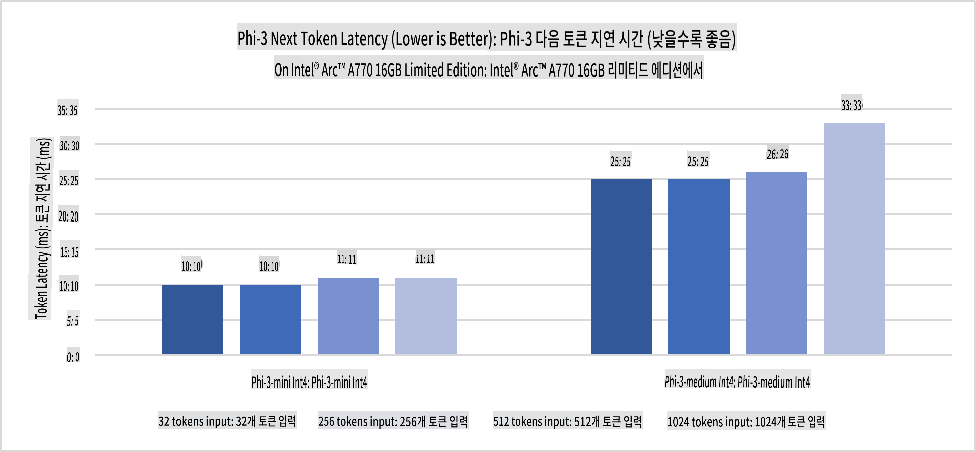 Phi-3 Next Token Latency (Lower is Better): Phi-3 다음 토큰 지연 시간 (낮을수록 좋음)
On Intel® Arc™ A770 16GB Limited Edition: Intel® Arc™ A770 16GB 리미티드 에디션에서
Token Latency (ms): 토큰 지연 시간 (ms)
35: 35
30: 30
25: 25
20: 20
15: 15
10: 10
5: 5
0: 0
10: 10
10: 10
11: 11
11: 11
25: 25
25: 25
26: 26
33: 33
Phi-3-mini Int4: Phi-3-mini Int4
Phi-3-medium Int4: Phi-3-medium Int4
32 tokens input: 32개 토큰 입력
256 tokens input: 256개 토큰 입력
512 tokens input: 512개 토큰 입력
1024 tokens input: 1024개 토큰 입력